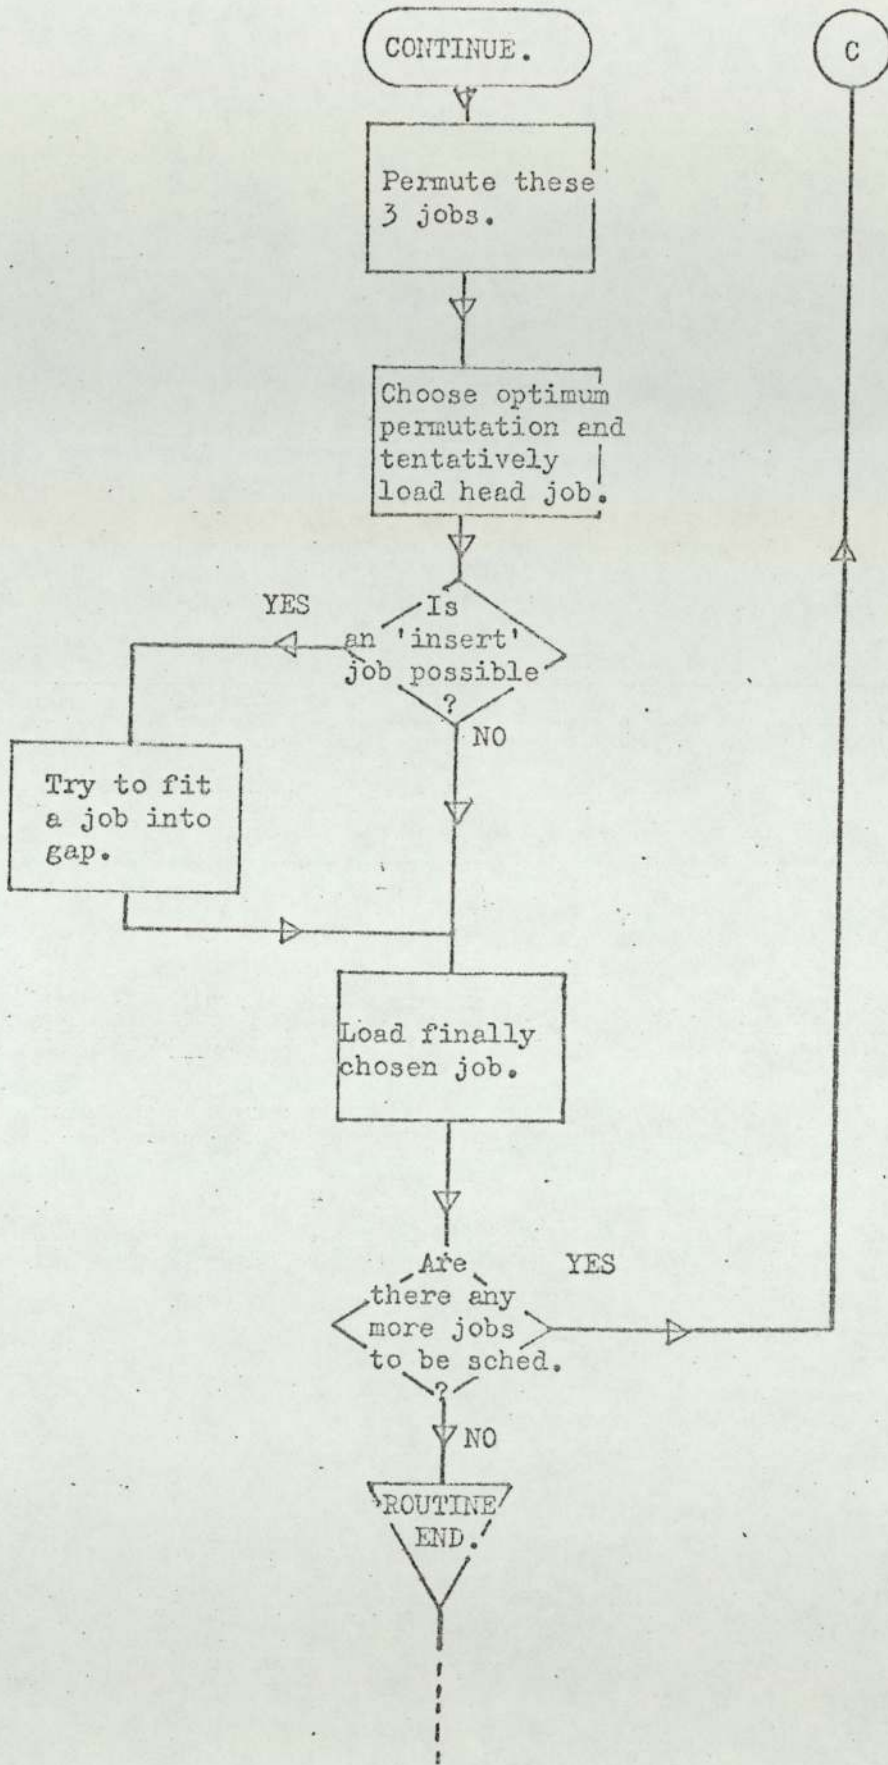 CONTINUE.
C
Permute these
3 jobs.
Choose optimum
permutation and
tentatively
load head job.
YES
Is
an 'insert'
job possible
?
NO
Try to fit
a job into
gap.
Load finally
chosen job.
Are
there any
more jobs
to be sched.
?
YES
NO
ROUTINE
END.